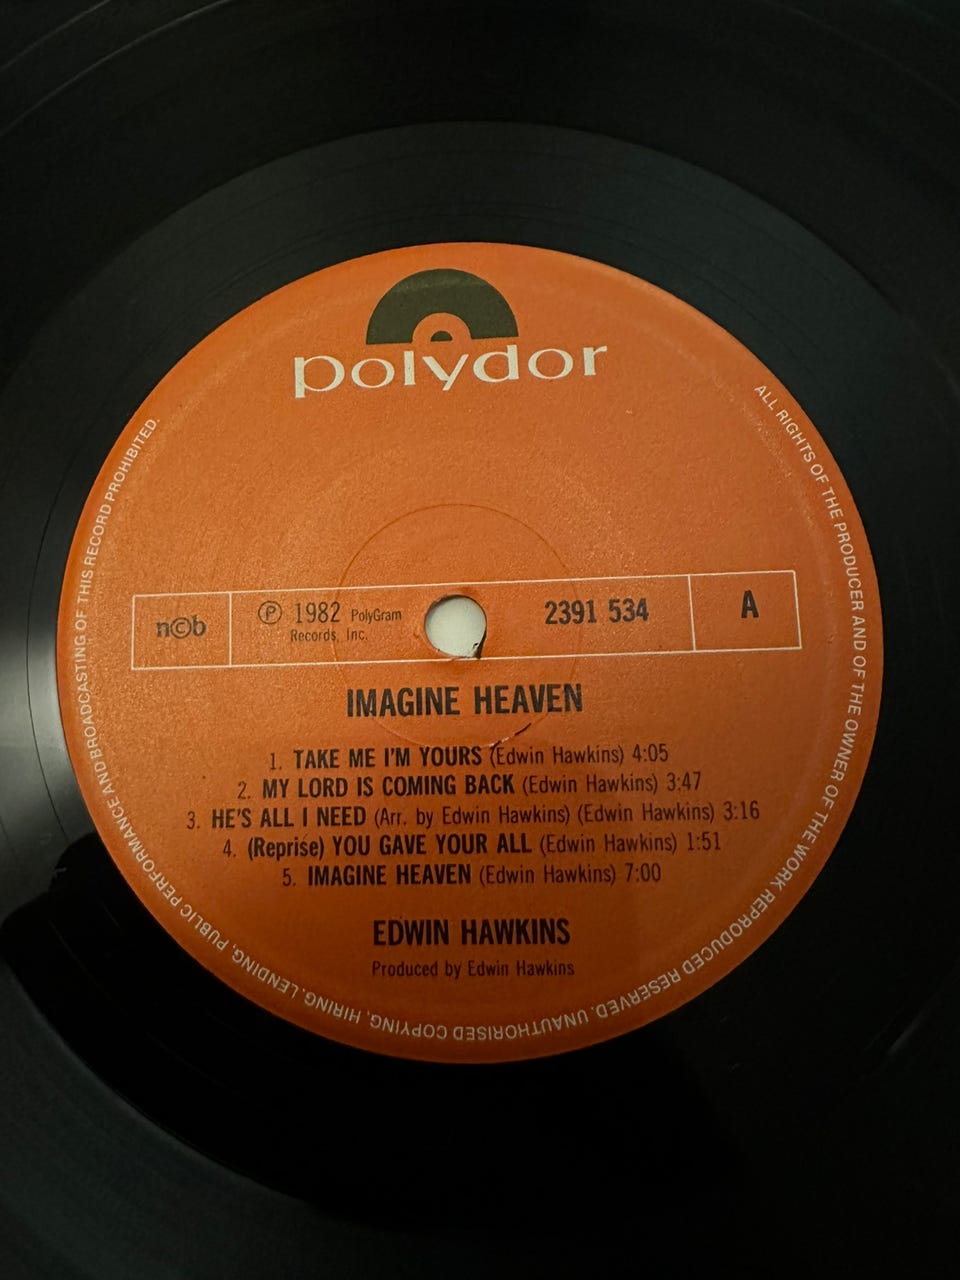 polydor
n©b
℗ 1982 PolyGram
Records, Inc.
2391 534
A
IMAGINE HEAVEN
1. TAKE ME I'M YOURS (Edwin Hawkins) 4:05
2. MY LORD IS COMING BACK (Edwin Hawkins) 3:47
3. HE'S ALL I NEED (Arr. by Edwin Hawkins) (Edwin Hawkins) 3:16
4. (Reprise) YOU GAVE YOUR ALL (Edwin Hawkins) 1:51
5. IMAGINE HEAVEN (Edwin Hawkins) 7:00
EDWIN HAWKINS
Produced by Edwin Hawkins
ALL RIGHTS OF THE PRODUCER AND OF THE OWNER OF THE WORK REPRODUCED RESERVED. UNAUTHORISED COPYING, HIRING, LENDING, PUBLIC PERFORMANCE AND BROADCASTING OF THIS RECORD PROHIBITED.